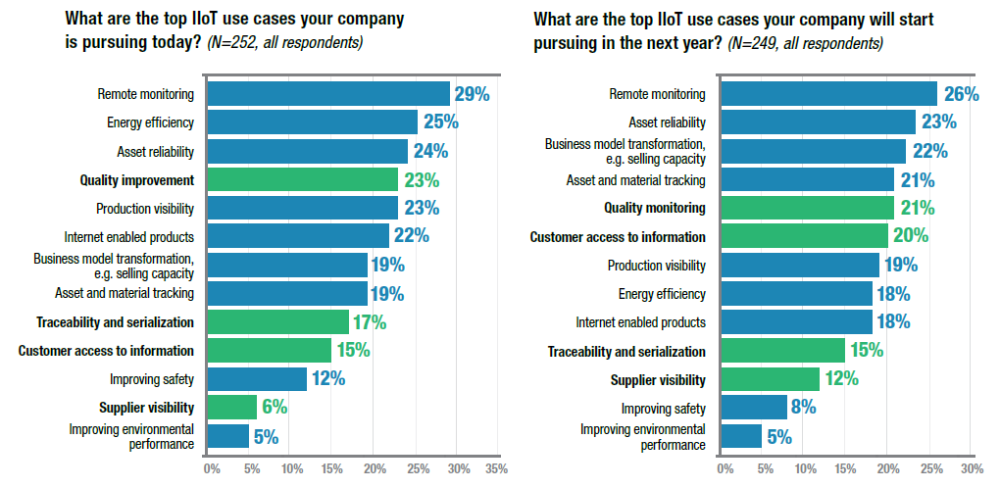 What are the top IIoT use cases your company
is pursuing today? (N=252, all respondents)
Remote monitoring 29%
Energy efficiency 25%
Asset reliability 24%
Quality improvement 23%
Production visibility 23%
Internet enabled products 22%
Business model transformation,
e.g. selling capacity 19%
Asset and material tracking 19%
Traceability and serialization 17%
Customer access to information 15%
Improving safety 12%
Supplier visibility 6%
Improving environmental
performance 5%
0% 5% 10% 15% 20% 25% 30% 35%
What are the top IIoT use cases your company will start
pursuing in the next year? (N=249, all respondents)
Remote monitoring 26%
Asset reliability 23%
Business model transformation,
e.g. selling capacity 22%
Asset and material tracking 21%
Quality monitoring 21%
Customer access to information 20%
Production visibility 19%
Energy efficiency 18%
Internet enabled products 18%
Traceability and serialization 15%
Supplier visibility 12%
Improving safety 8%
Improving environmental
performance 5%
0% 5% 10% 15% 20% 25% 30%